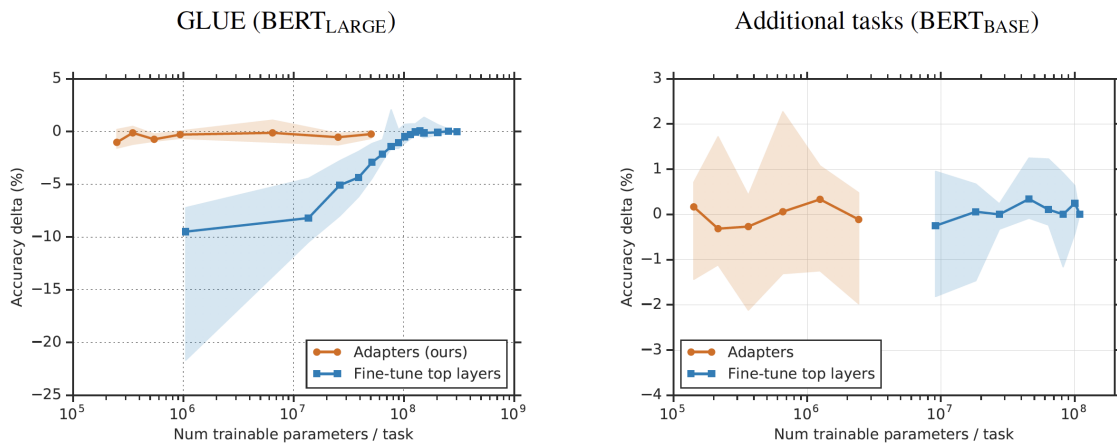 GLUE (BERT_LARGE)
5
0
−5
−10
−15
−20
−25
Accuracy delta (%)
Adapters (ours)
Fine-tune top layers
10^5
10^6
10^7
10^8
10^9
Num trainable parameters / task
Additional tasks (BERT_BASE)
3
2
1
0
−1
−2
−3
−4
Accuracy delta (%)
Adapters
Fine-tune top layers
10^5
10^6
10^7
10^8
Num trainable parameters / task